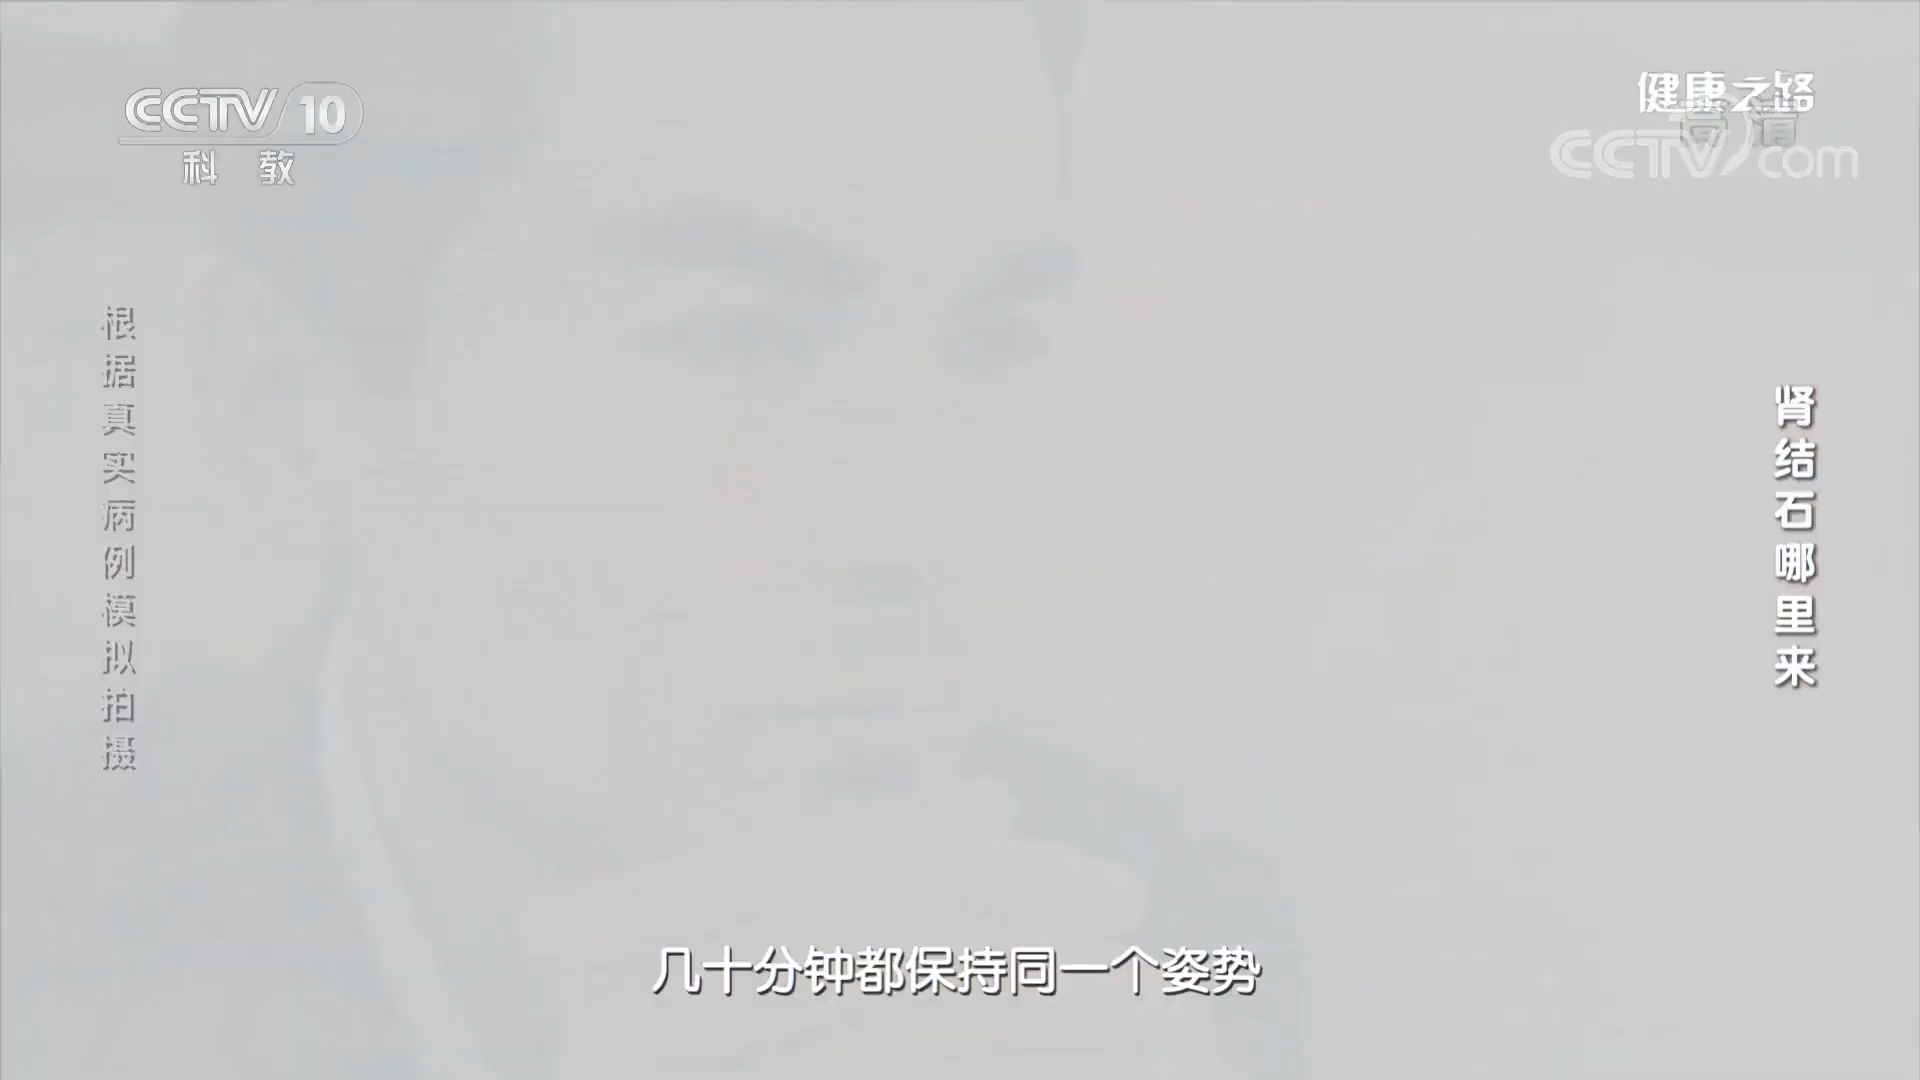 CCTV 10
科教
健康之路
高清
CCTV.com
根据真实病例模拟拍摄
肾结石哪里来
几十分钟都保持同一个姿势